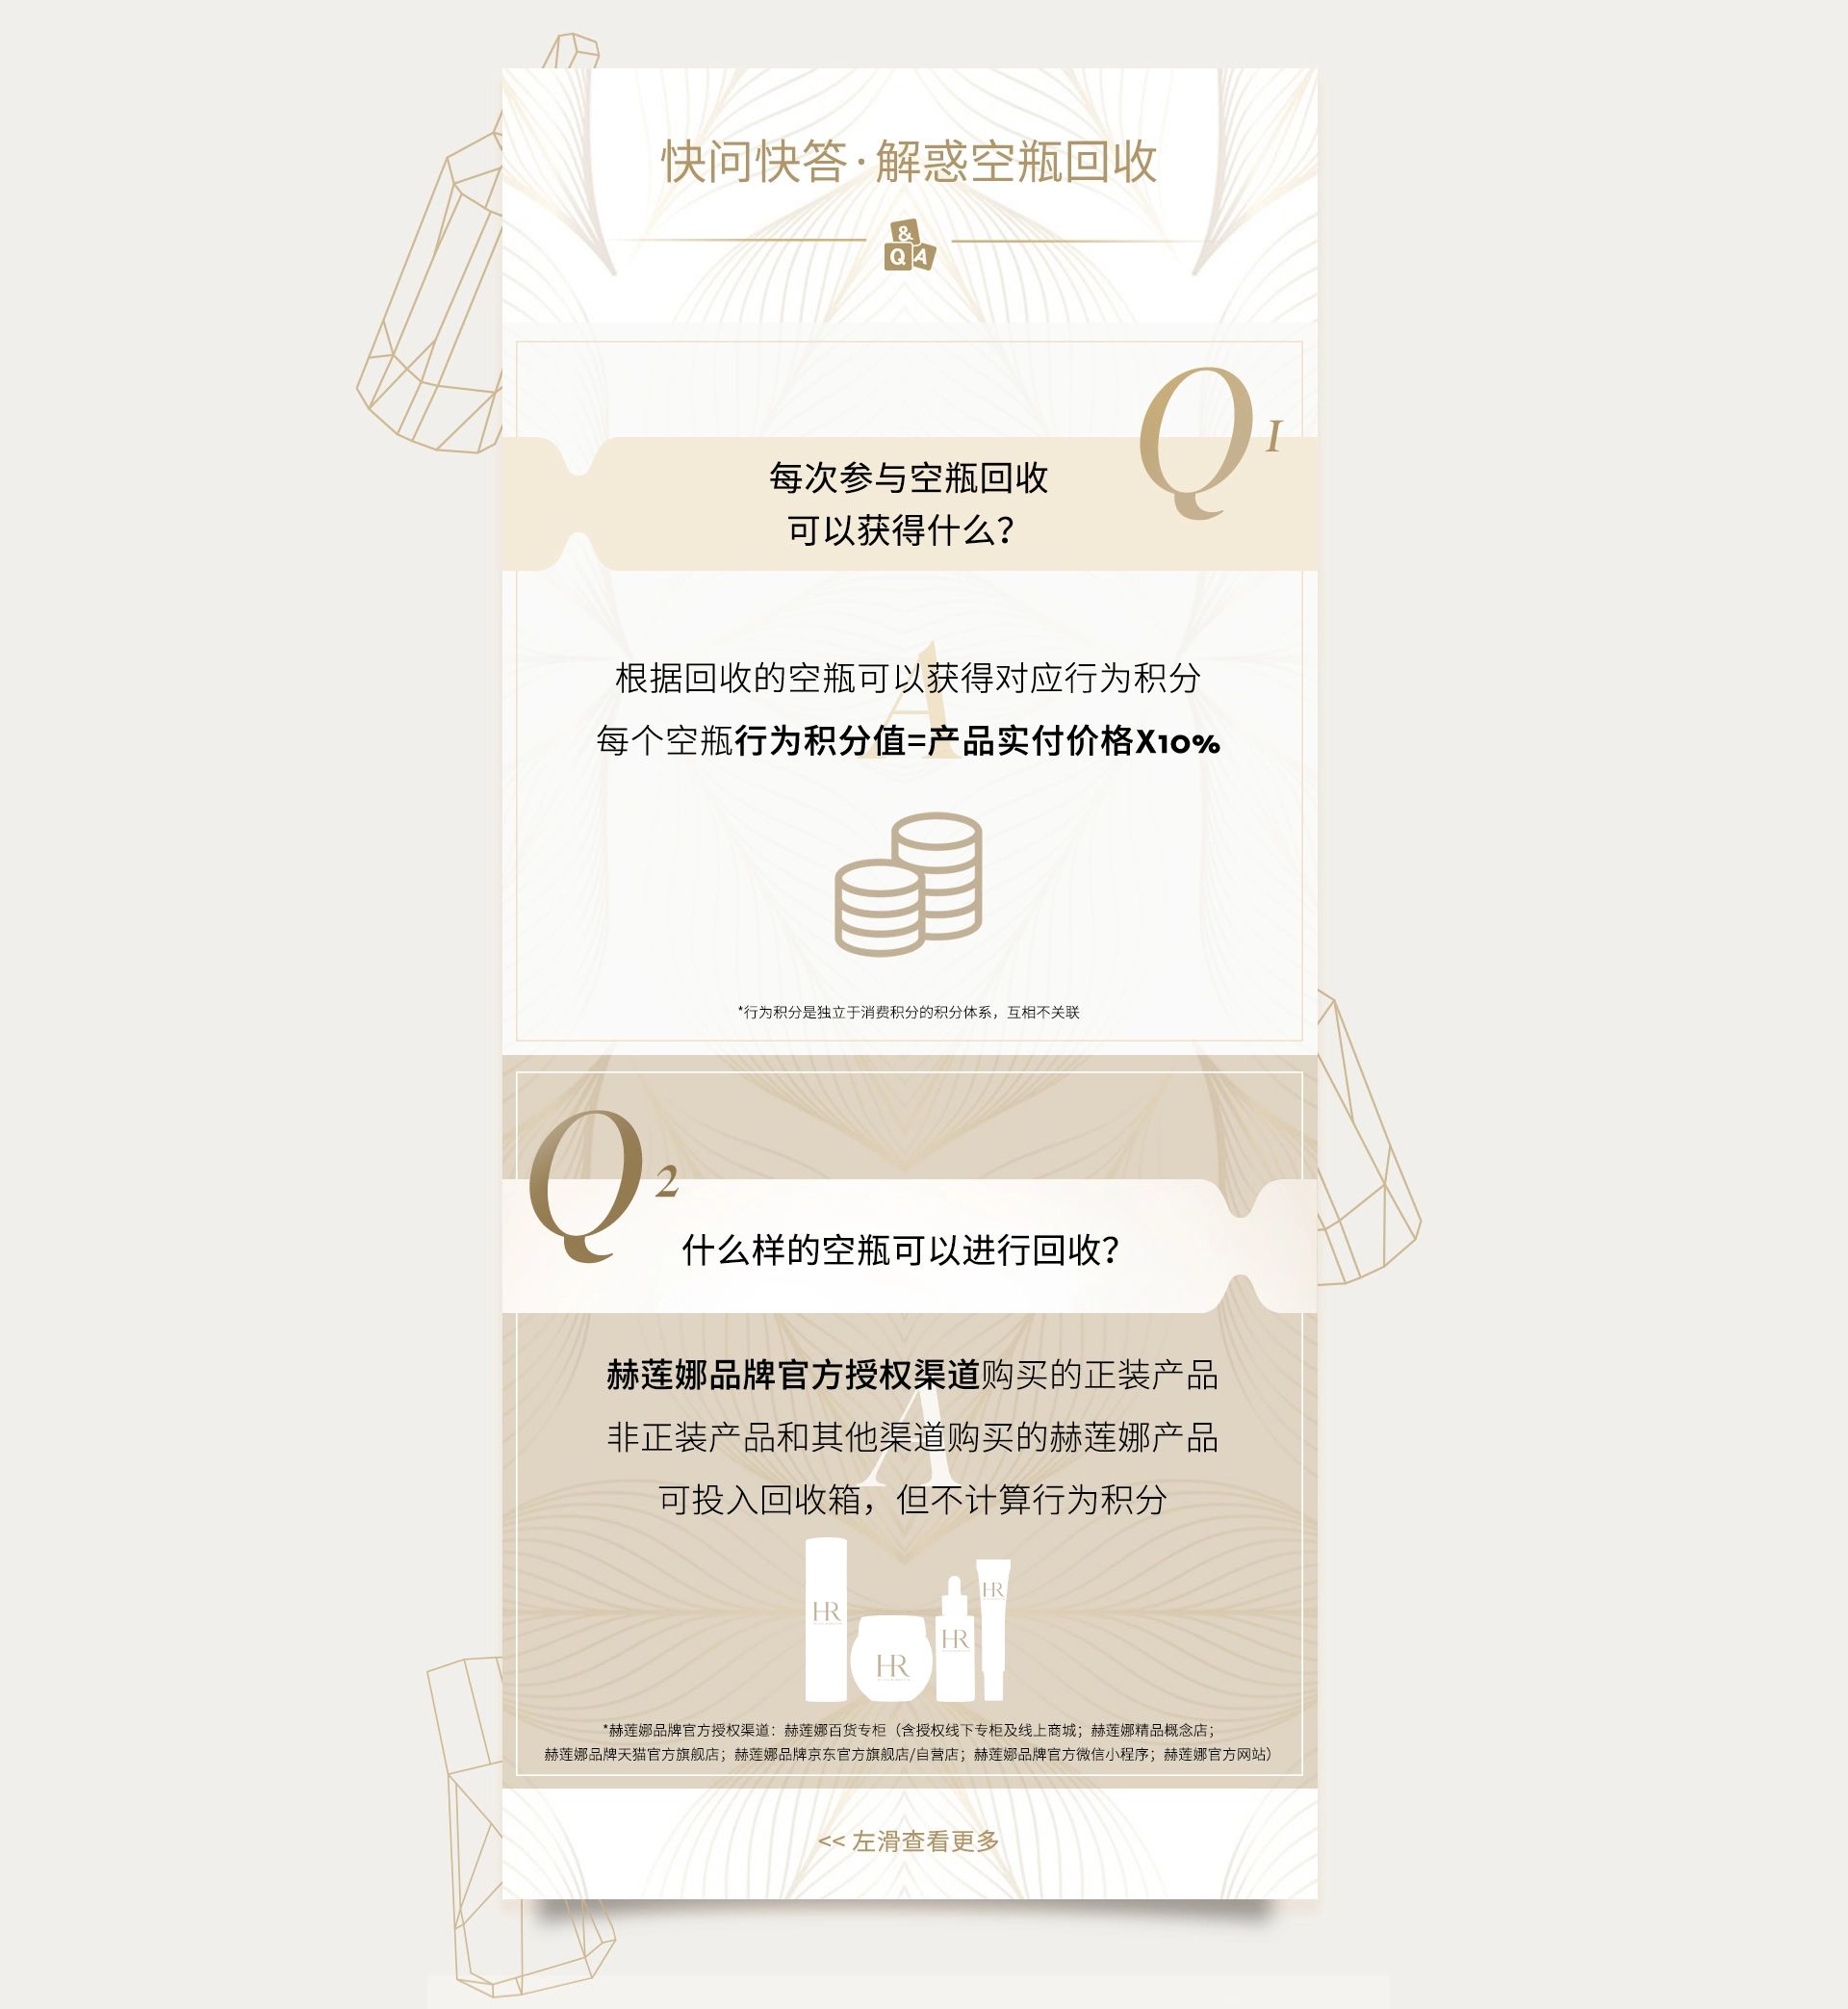 快问快答·解惑空瓶回收
&
Q A
Q 1
每次参与空瓶回收
可以获得什么？
A
根据回收的空瓶可以获得对应行为积分
每个空瓶行为积分值=产品实付价格X10%
*行为积分是独立于消费积分的积分体系，互相不关联
Q 2
什么样的空瓶可以进行回收？
A
赫莲娜品牌官方授权渠道购买的正装产品
非正装产品和其他渠道购买的赫莲娜产品
可投入回收箱，但不计算行为积分
HR
HR
HR
HR
*赫莲娜品牌官方授权渠道：赫莲娜百货专柜（含授权线下专柜及线上商城；赫莲娜精品概念店；
赫莲娜品牌天猫官方旗舰店；赫莲娜品牌京东官方旗舰店/自营店；赫莲娜品牌官方微信小程序；赫莲娜官方网站）
<< 左滑查看更多